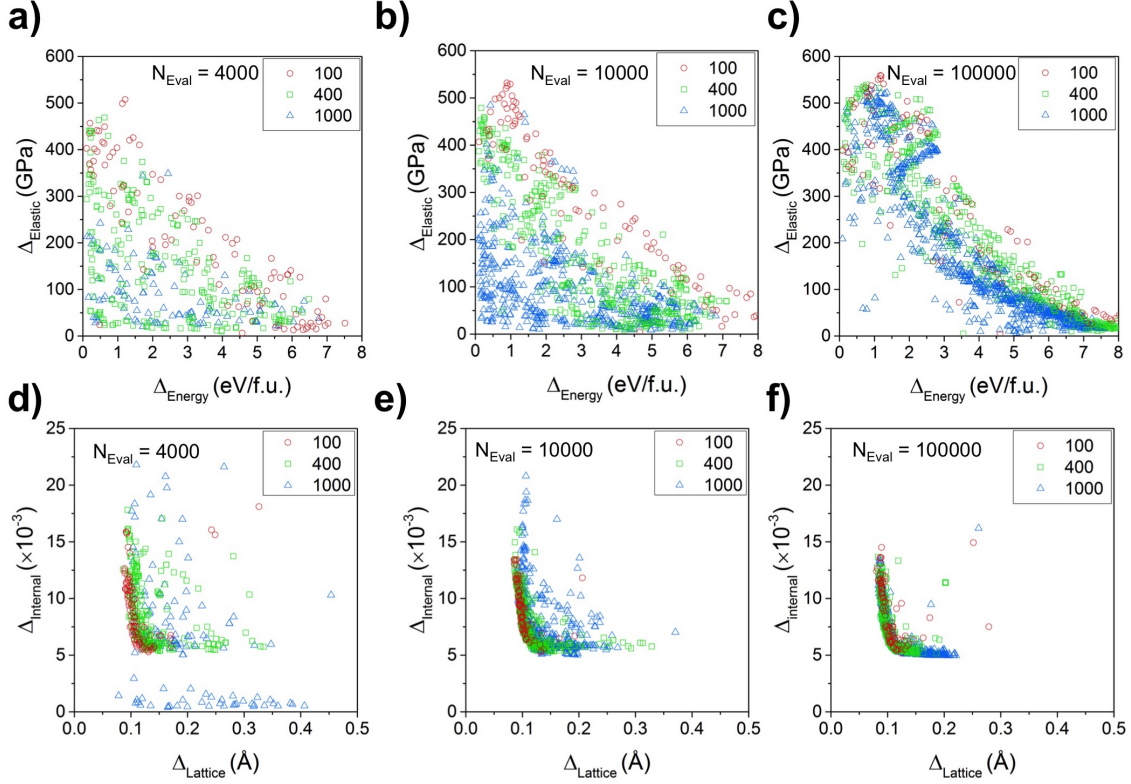 a)
600
500
400
300
200
100
0
Δ_Elastic (GPa)
N_Eval = 4000
100
400
1000
0 1 2 3 4 5 6 7 8
Δ_Energy (eV/f.u.)
b)
600
500
400
300
200
100
0
Δ_Elastic (GPa)
N_Eval = 10000
100
400
1000
0 1 2 3 4 5 6 7 8
Δ_Energy (eV/f.u.)
c)
600
500
400
300
200
100
0
Δ_Elastic (GPa)
N_Eval = 100000
100
400
1000
0 1 2 3 4 5 6 7 8
Δ_Energy (eV/f.u.)
d)
25
20
15
10
5
0
Δ_Internal (×10⁻³)
N_Eval = 4000
100
400
1000
0.0 0.1 0.2 0.3 0.4 0.5
Δ_Lattice (Å)
e)
25
20
15
10
5
0
Δ_Internal (×10⁻³)
N_Eval = 10000
100
400
1000
0.0 0.1 0.2 0.3 0.4 0.5
Δ_Lattice (Å)
f)
25
20
15
10
5
0
Δ_internal (×10⁻³)
N_Eval = 100000
100
400
1000
0.0 0.1 0.2 0.3 0.4 0.5
Δ_Lattice (Å)